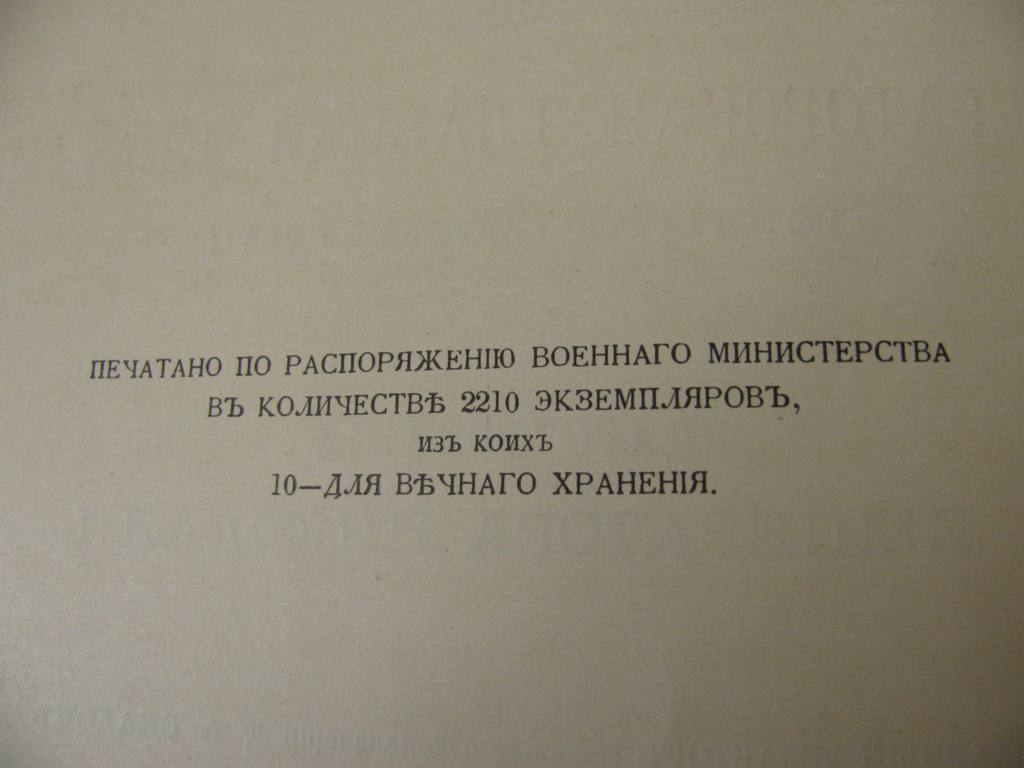 ПЕЧАТАНО ПО РАСПОРЯЖЕНІЮ ВОЕННАГО МИНИСТЕРСТВА
ВЪ КОЛИЧЕСТВѢ 2210 ЭКЗЕМПЛЯРОВЪ,
ИЗЪ КОИХЪ
10—ДЛЯ ВѢЧНАГО ХРАНЕНІЯ.